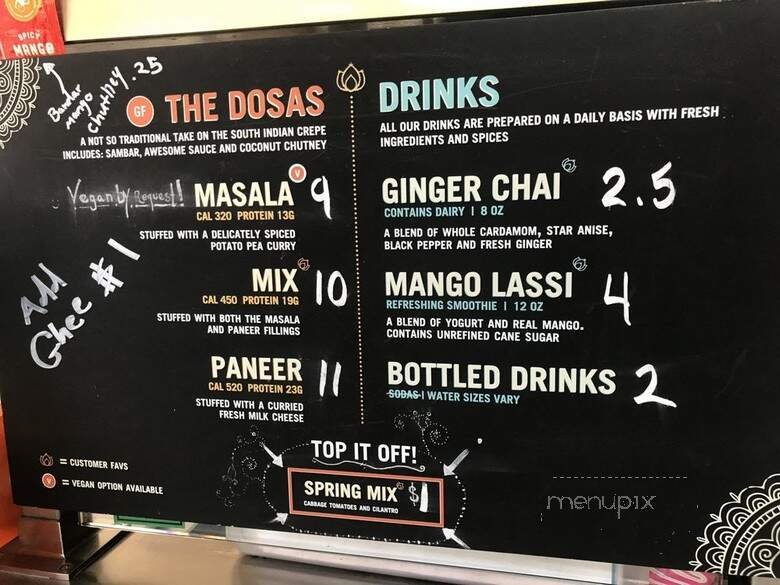 SPICY
MANGO
Bandar
mango
Chuttney .25
GF THE DOSAS
A NOT SO TRADITIONAL TAKE ON THE SOUTH INDIAN CREPE
INCLUDES: SAMBAR, AWESOME SAUCE AND COCONUT CHUTNEY
Vegan by Request! MASALA V 9
CAL 320 PROTEIN 13G
STUFFED WITH A DELICATELY SPICED
POTATO PEA CURRY
Add
Ghee $1
MIX 10
CAL 450 PROTEIN 19G
STUFFED WITH BOTH THE MASALA
AND PANEER FILLINGS
PANEER 11
CAL 520 PROTEIN 23G
STUFFED WITH A CURRIED
FRESH MILK CHEESE
= CUSTOMER FAVS
V = VEGAN OPTION AVAILABLE
DRINKS
ALL OUR DRINKS ARE PREPARED ON A DAILY BASIS WITH FRESH
INGREDIENTS AND SPICES
GINGER CHAI 2.5
CONTAINS DAIRY | 8 OZ
A BLEND OF WHOLE CARDAMOM, STAR ANISE,
BLACK PEPPER AND FRESH GINGER
MANGO LASSI 4
REFRESHING SMOOTHIE | 12 OZ
A BLEND OF YOGURT AND REAL MANGO.
CONTAINS UNREFINED CANE SUGAR
BOTTLED DRINKS 2
SODAS | WATER SIZES VARY
TOP IT OFF!
SPRING MIX $1
CABBAGE TOMATOES AND CILANTRO
menupix